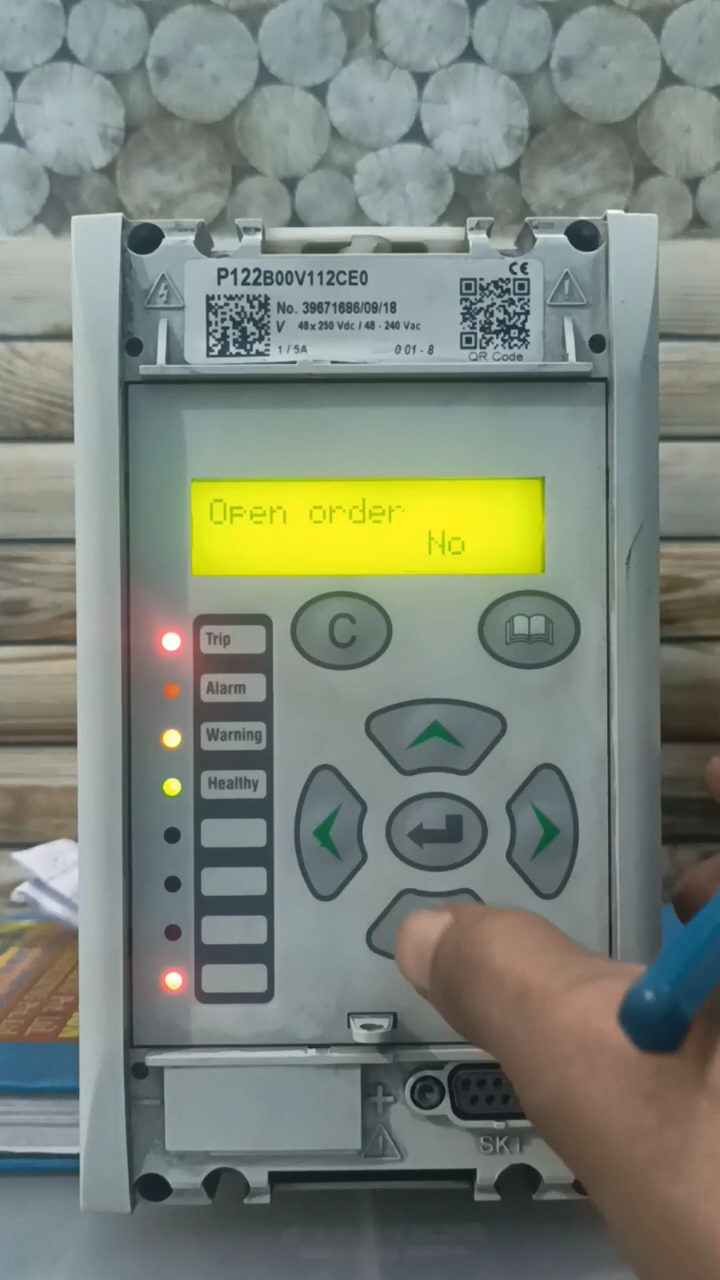 P122B00V112CE0
CE
No. 39671686/09/18
V 48 x 250 Vdc / 48 - 240 Vac
1 / 5A 0 01 - 8
QR Code
Open order
No
C
Trip
Alarm
Warning
Healthy
SK1